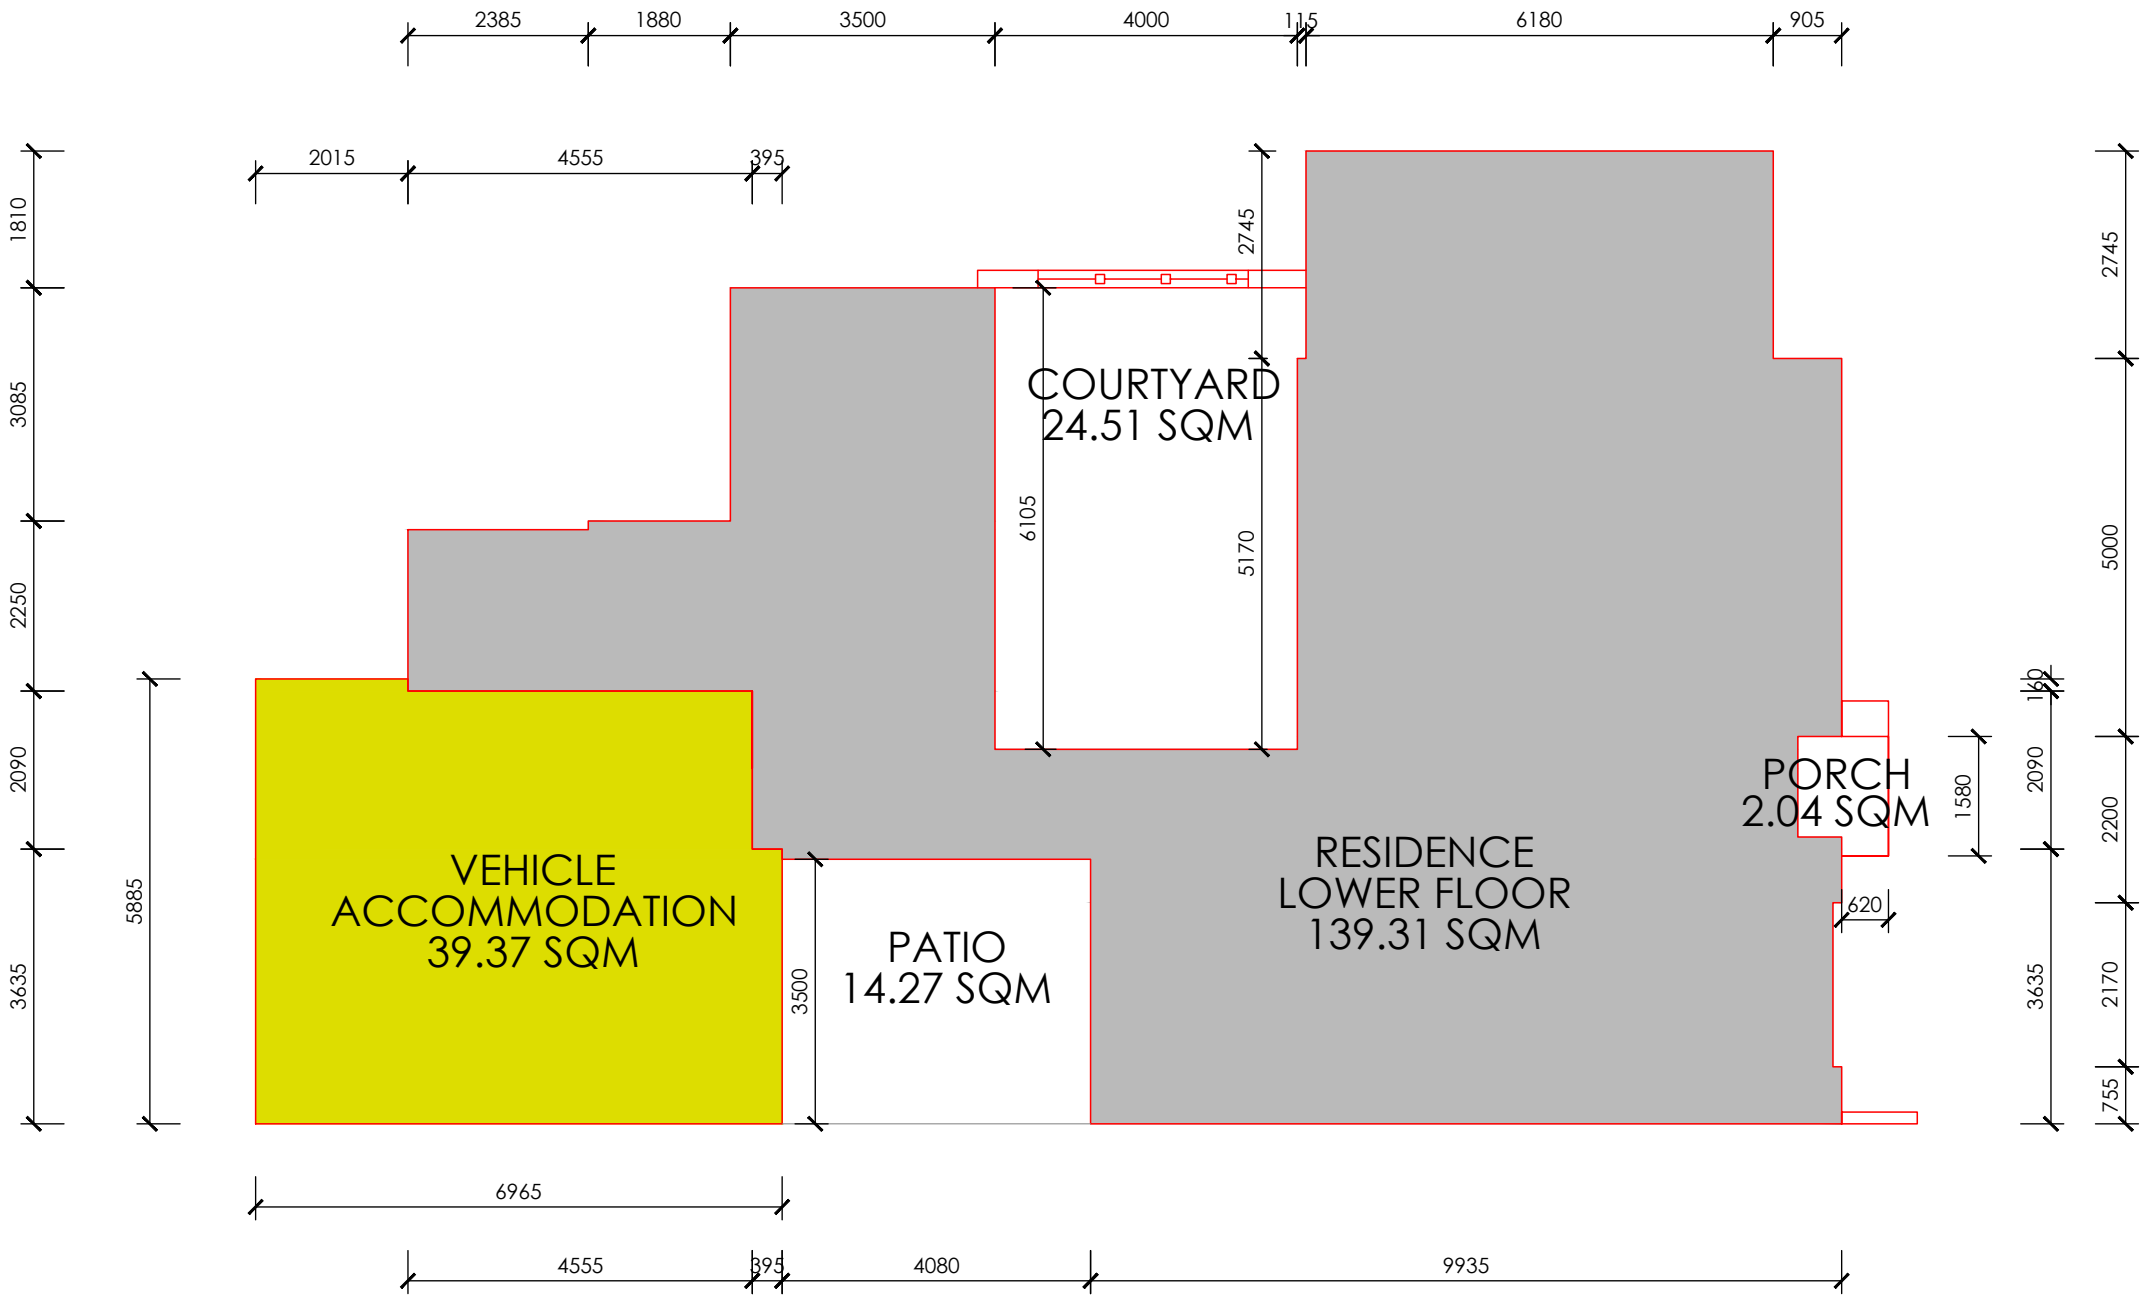 2385
1880
3500
4000
115
6180
905
2015
4555
395
1810
3085
2250
2090
3635
5885
2745
6105
5170
COURTYARD
24.51 SQM
VEHICLE
ACCOMMODATION
39.37 SQM
PATIO
14.27 SQM
3500
RESIDENCE
LOWER FLOOR
139.31 SQM
PORCH
2.04 SQM
1580
620
160
2090
3635
2745
5000
2200
2170
755
6965
4555
395
4080
9935